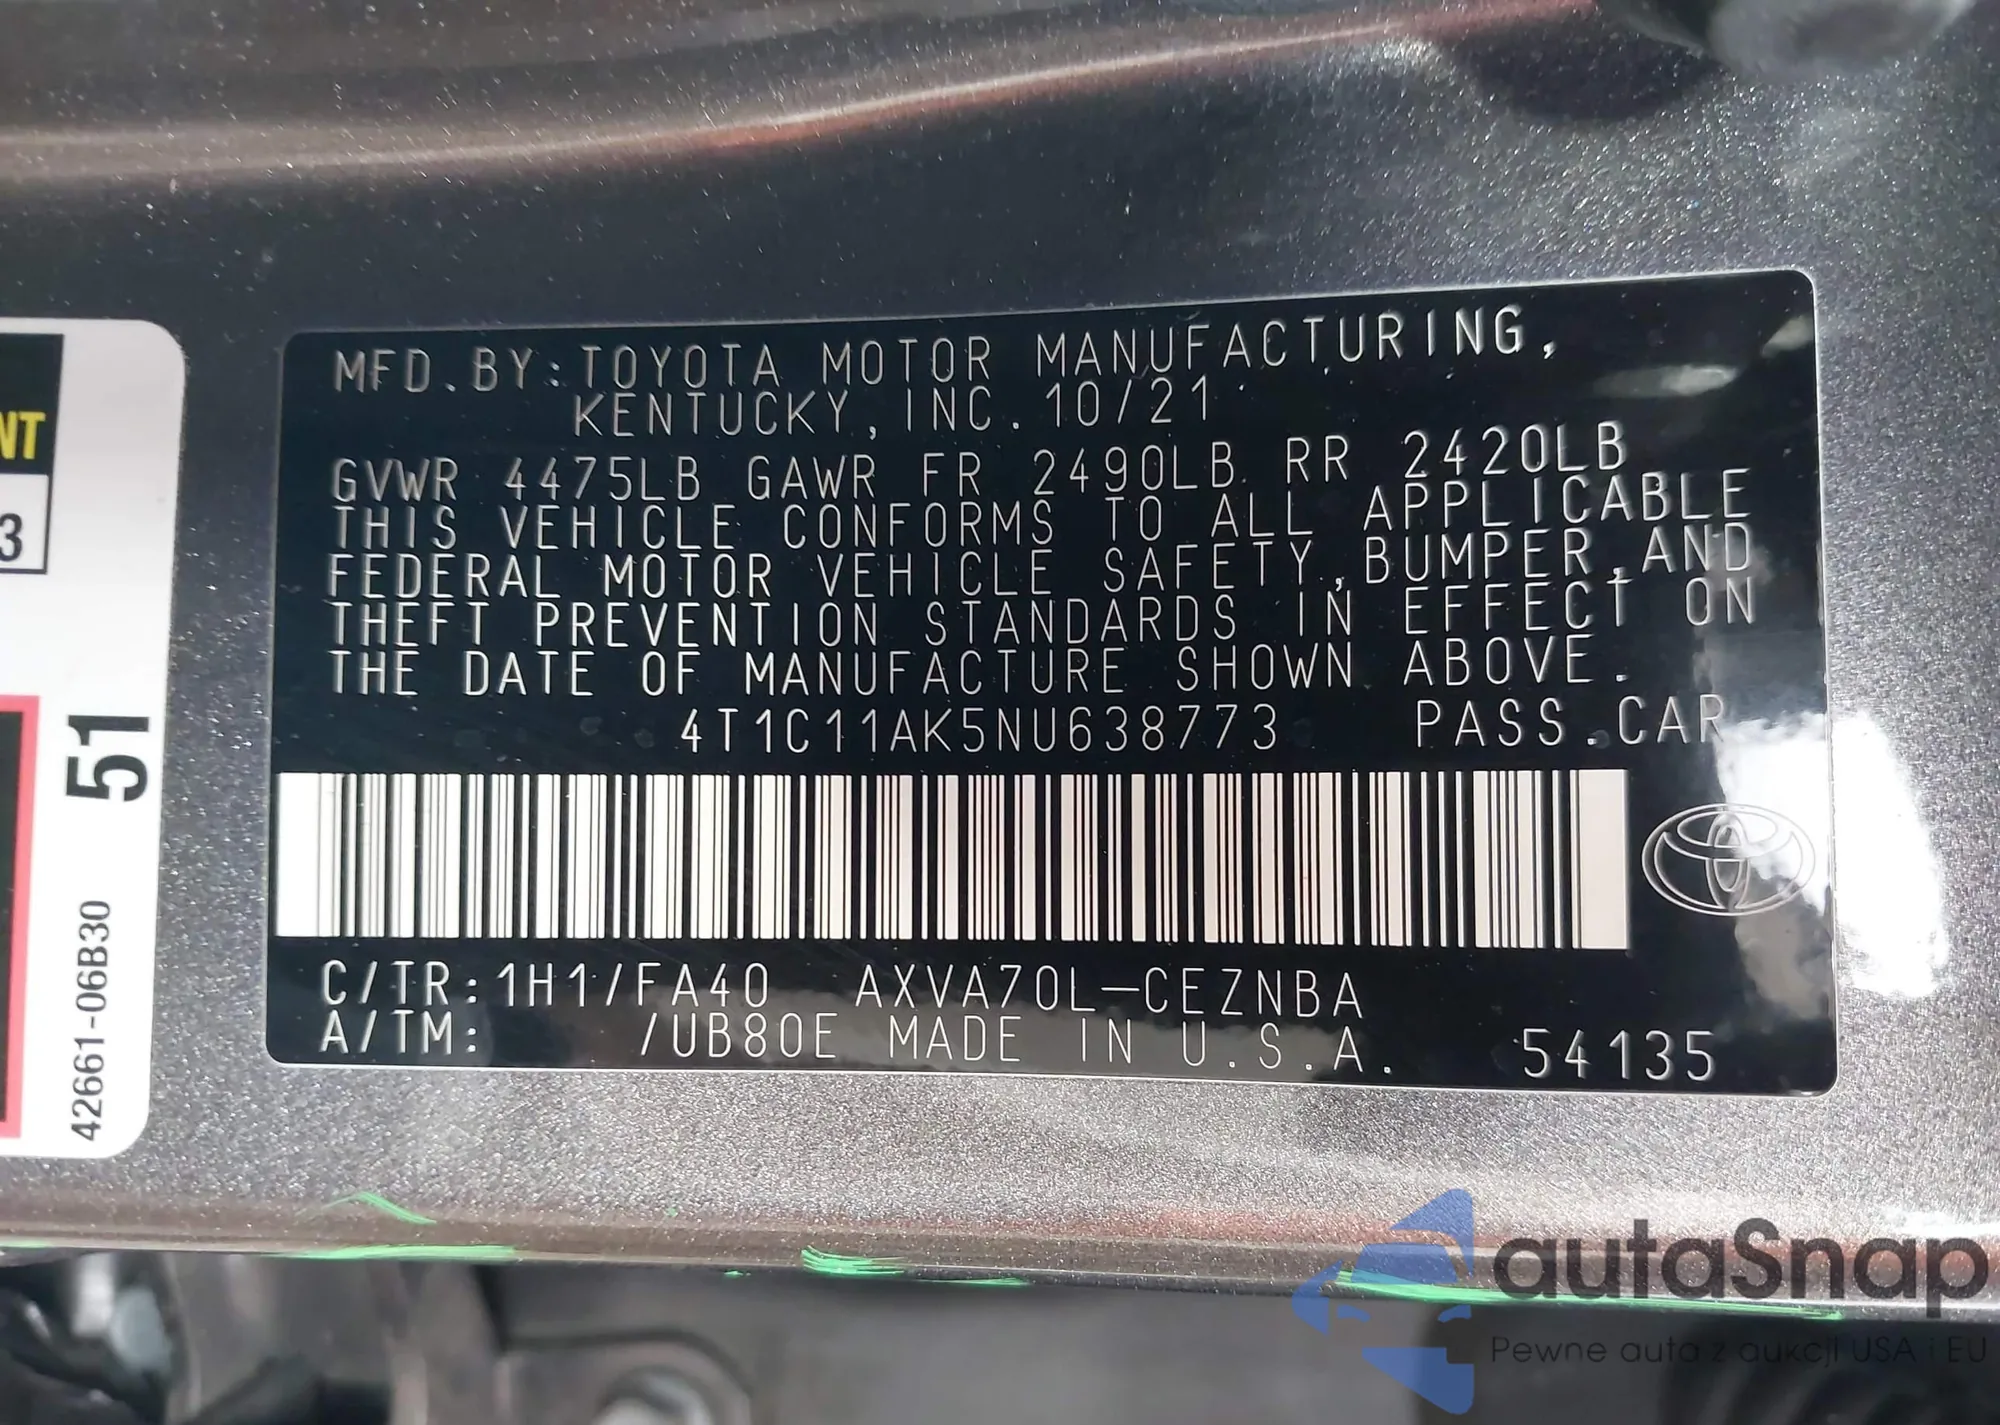 MFD.BY:TOYOTA MOTOR MANUFACTURING,
KENTUCKY, INC. 10/21
GVWR 4475LB GAWR FR 2490LB RR 2420LB
THIS VEHICLE CONFORMS TO ALL APPLICABLE
FEDERAL MOTOR VEHICLE SAFETY,BUMPER,AND
THEFT PREVENTION STANDARDS IN EFFECT ON
THE DATE OF MANUFACTURE SHOWN ABOVE.
4T1C11AK5NU638773 PASS.CAR
C/TR:1H1/FA40 AXVA70L-CEZNBA
A/TM: /UB80E MADE IN U.S.A. 54135
NT
3
51
42661-06B30
autaSnap
Pewne auta z aukcji USA i EU